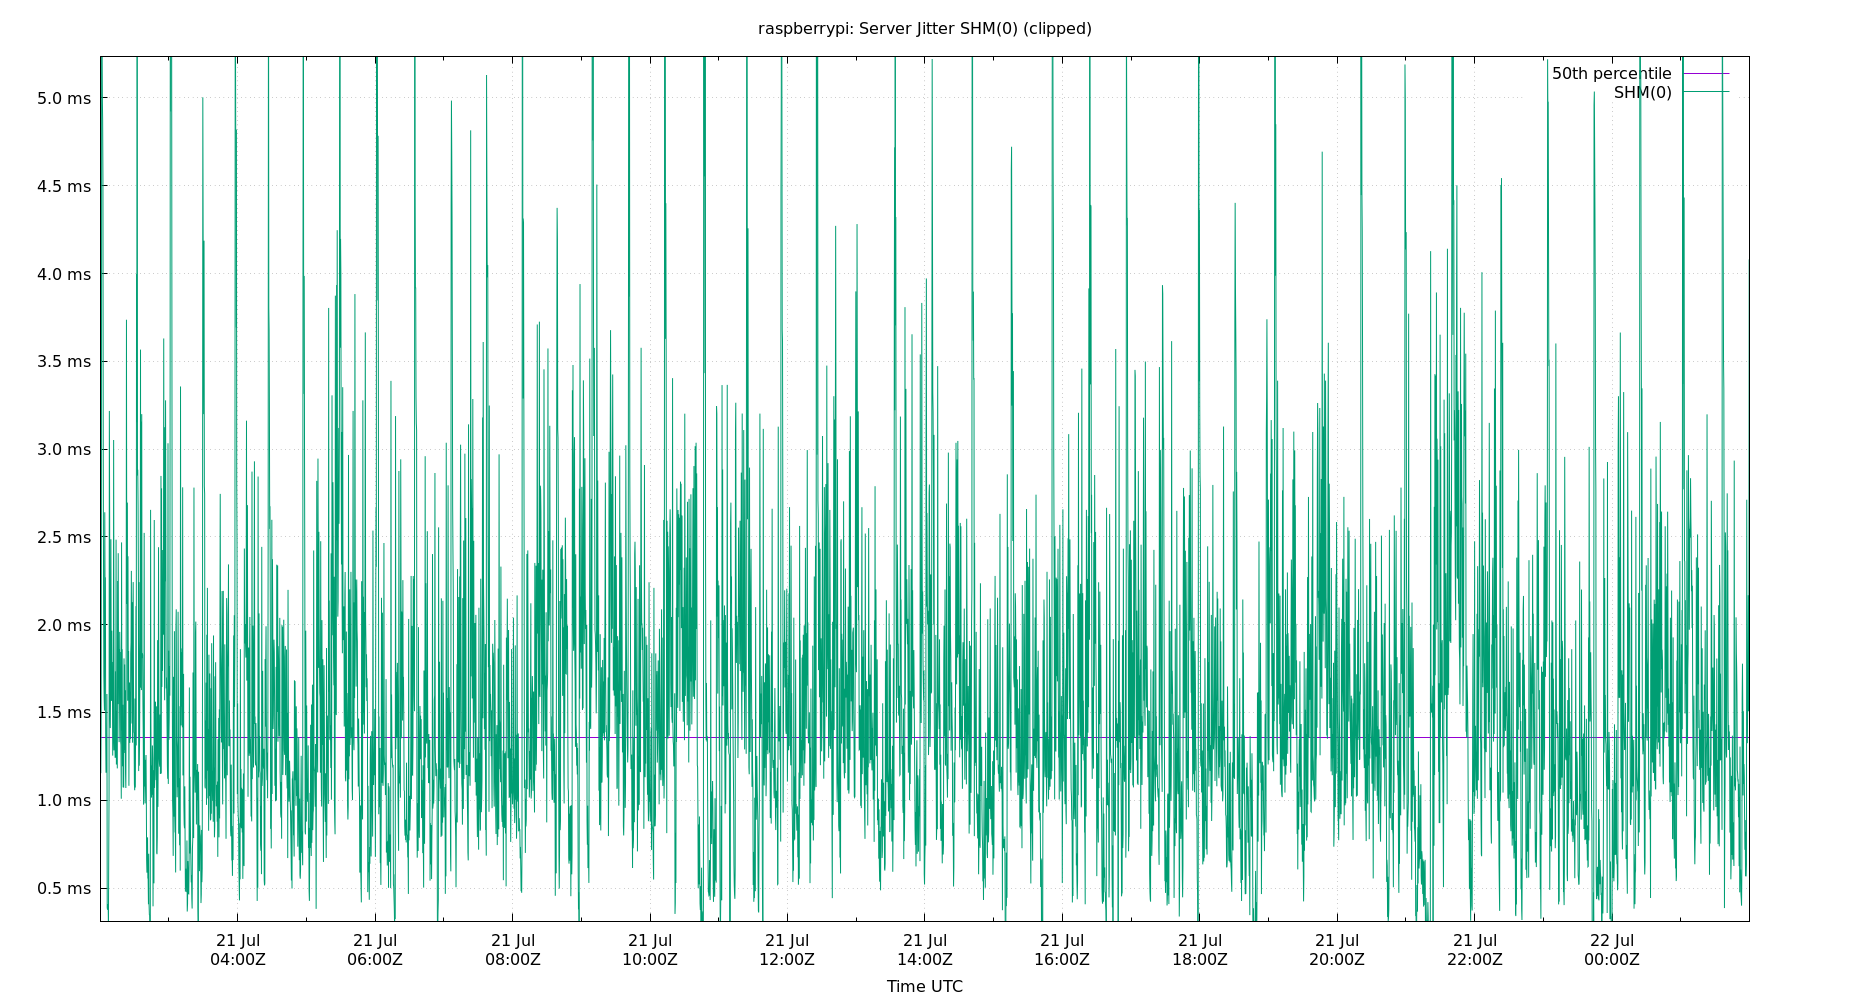 raspberrypi: Server Jitter SHM(0) (clipped)
50th percentile
SHM(0)
5.0 ms
4.5 ms
4.0 ms
3.5 ms
3.0 ms
2.5 ms
2.0 ms
1.5 ms
1.0 ms
0.5 ms
21 Jul 21 Jul 21 Jul 21 Jul 21 Jul 21 Jul 21 Jul 21 Jul 21 Jul 21 Jul 22 Jul
04:00Z 06:00Z 08:00Z 10:00Z 12:00Z 14:00Z 16:00Z 18:00Z 20:00Z 22:00Z 00:00Z
Time UTC